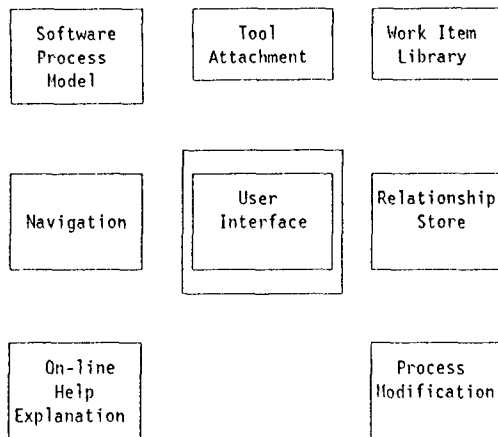 Software
Process
Model
Tool
Attachment
Work Item
Library
Navigation
User
Interface
Relationship
Store
On-line
Help
Explanation
Process
Modification